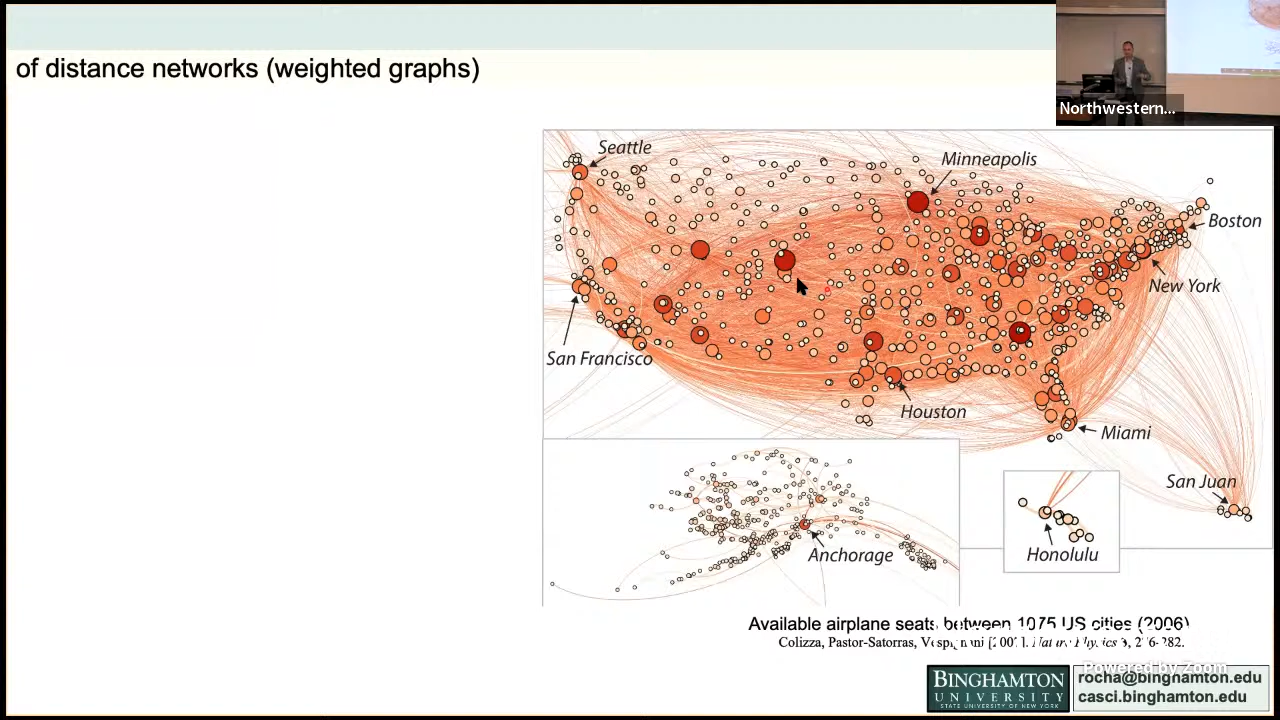 of distance networks (weighted graphs)
Northwestern...
Seattle
Minneapolis
Boston
New York
San Francisco
Houston
Miami
San Juan
Anchorage
Honolulu
Available airplane seats between 1075 US cities (2006)
Colizza, Pastor-Satorras,
Powered by Zoom
BINGHAMTON
UNIVERSITY
STATE UNIVERSITY OF NEW YORK
rocha@binghamton.edu
casci.binghamton.edu